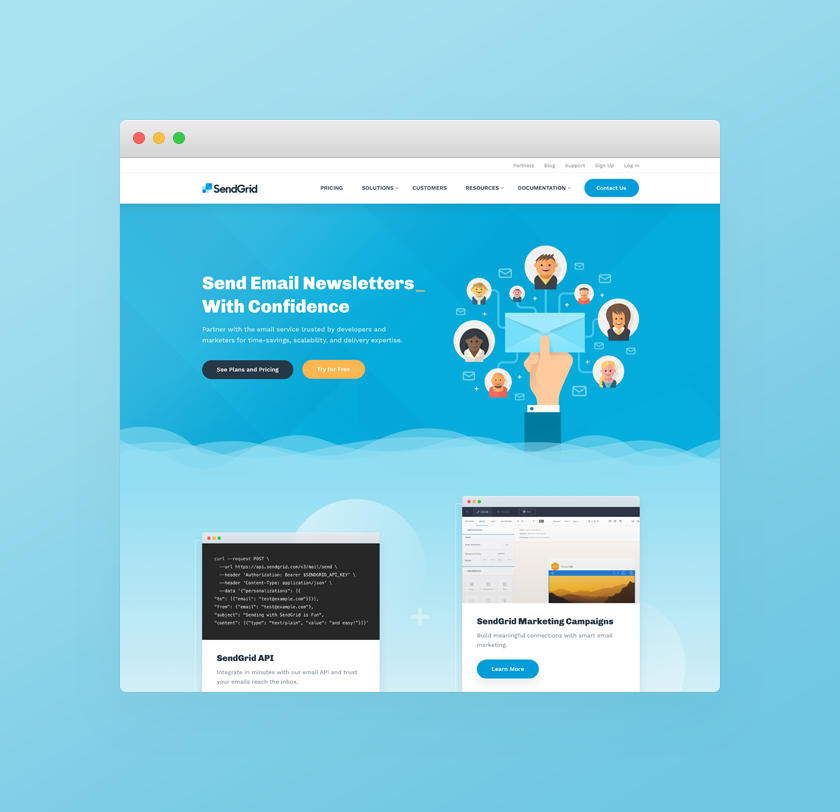 Partners Blog Support Sign Up Log In
SendGrid
PRICING SOLUTIONS CUSTOMERS RESOURCES DOCUMENTATION Contact Us
Send Email Newsletters_
With Confidence
Partner with the email service trusted by developers and
marketers for time-savings, scalability, and delivery expertise.
See Plans and Pricing Try for Free
curl --request POST \
--url https://api.sendgrid.com/v3/mail/send \
--header 'Authorization: Bearer $SENDGRID_API_KEY' \
--header 'Content-Type: application/json' \
--data '{"personalizations": [{
"to": [{"email": "test@example.com"}]}],
"from": {"email": "test@example.com"},
"subject": "Sending with SendGrid is Fun",
"content": [{"type": "text/plain", "value": "and easy!"}]}'
SendGrid API
Integrate in minutes with our email API and trust
your emails reach the inbox.
SendGrid Marketing Campaigns
Build meaningful connections with smart email
marketing.
Learn More